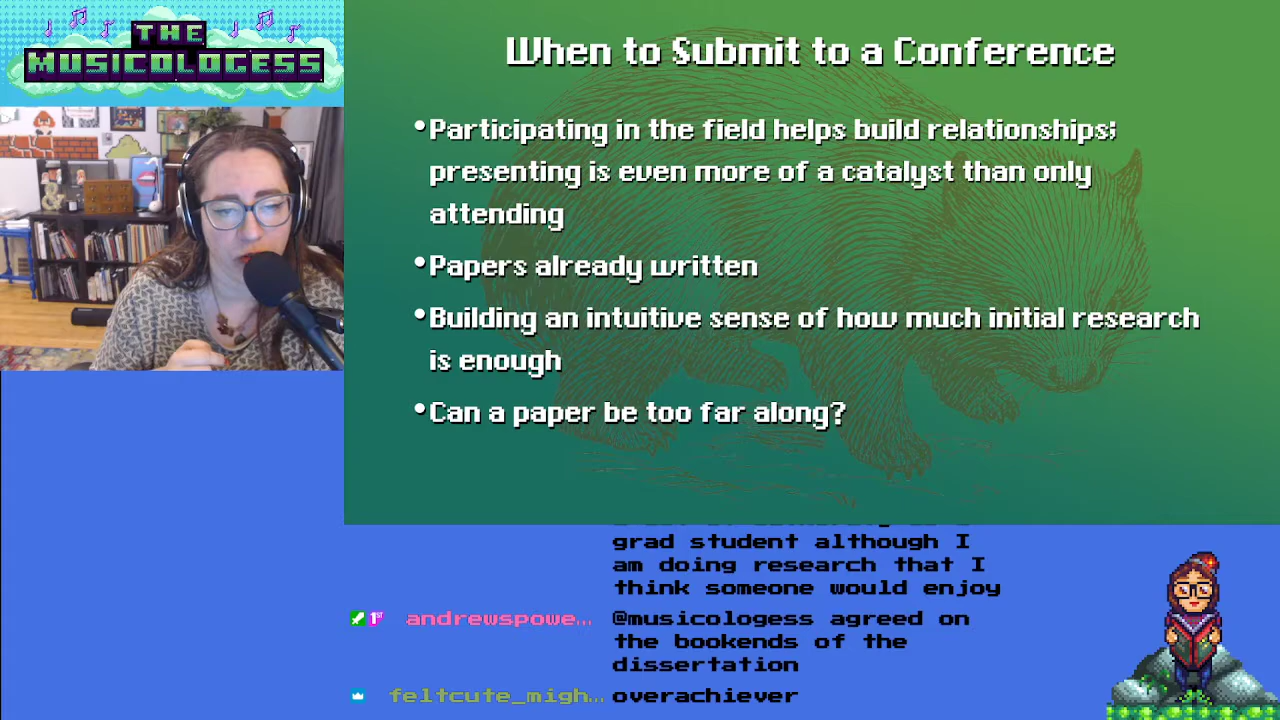 THE
MUSICOLOGESS
When to Submit to a Conference
•Participating in the field helps build relationships;
presenting is even more of a catalyst than only
attending
•Papers already written
•Building an intuitive sense of how much initial research
is enough
•Can a paper be too far along?
grad student although I
am doing research that I
think someone would enjoy
andrewspowe... @musicologess agreed on
the bookends of the
dissertation
feltcute_migh... overachiever